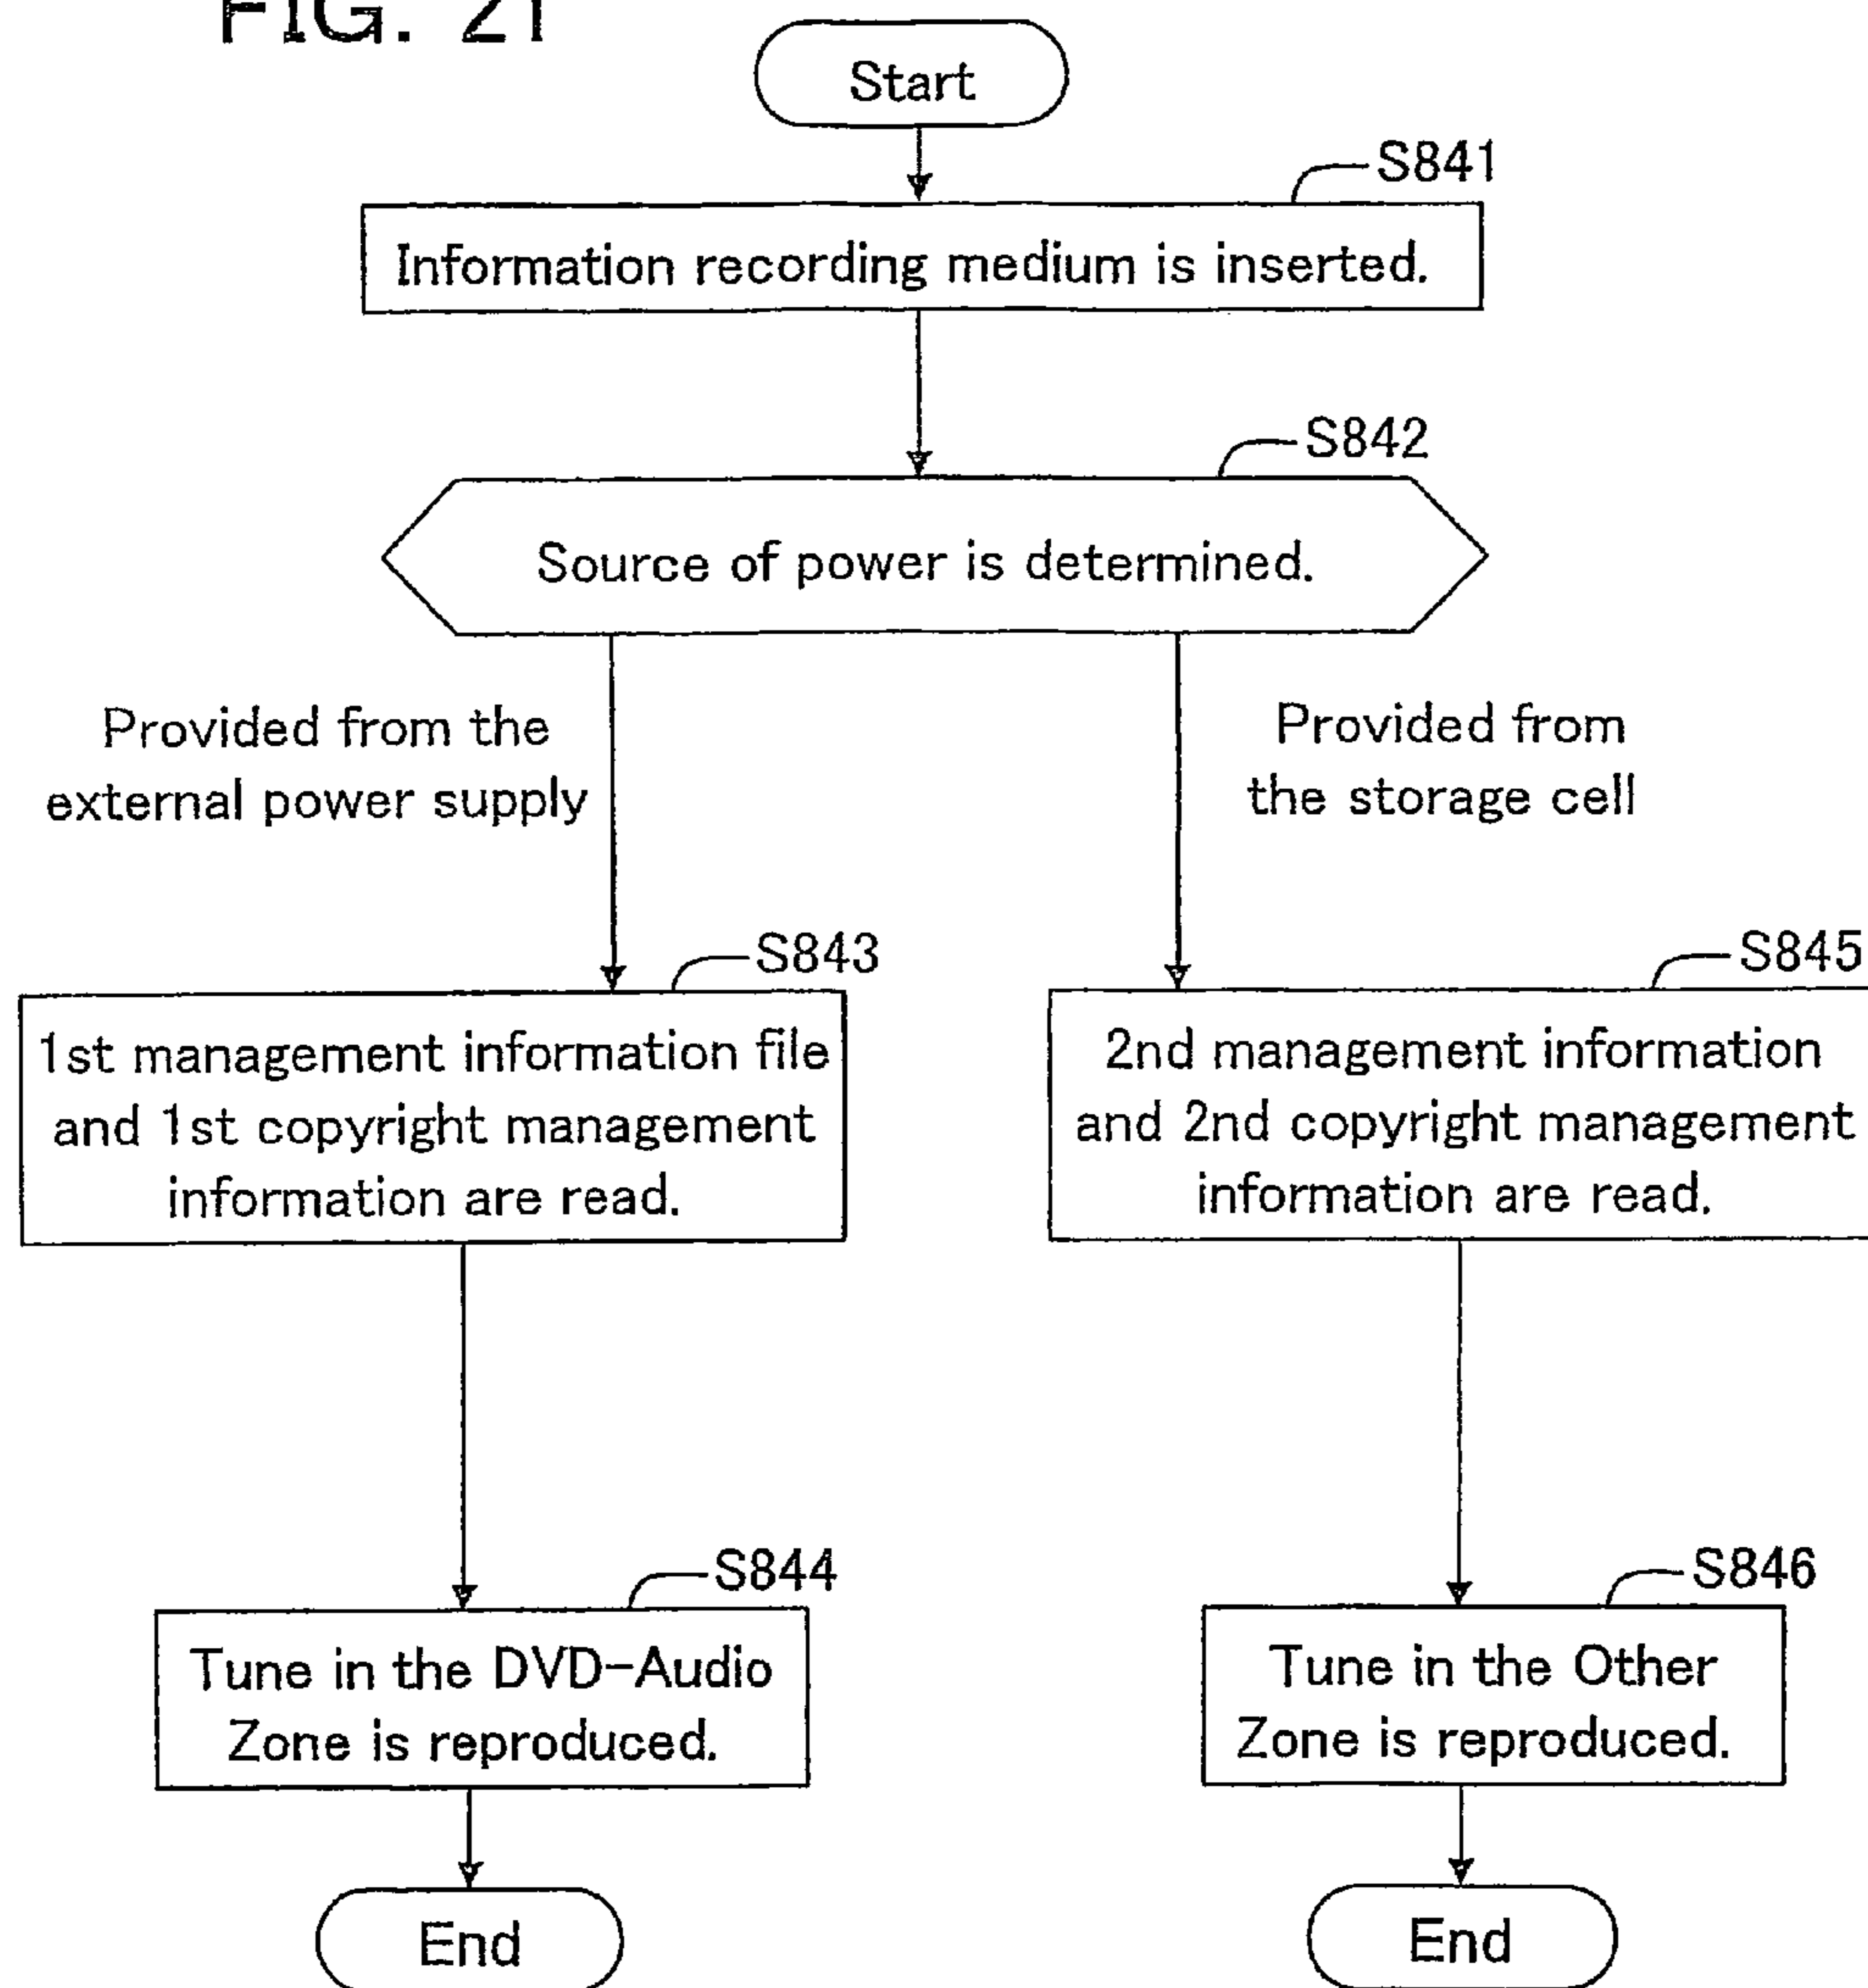 FIG. 21
Start
S841
Information recording medium is inserted.
S842
Source of power is determined.
Provided from the
external power supply
Provided from
the storage cell
S843
1st management information file
and 1st copyright management
information are read.
S845
2nd management information
and 2nd copyright management
information are read.
S844
Tune in the DVD-Audio
Zone is reproduced.
S846
Tune in the Other
Zone is reproduced.
End
End